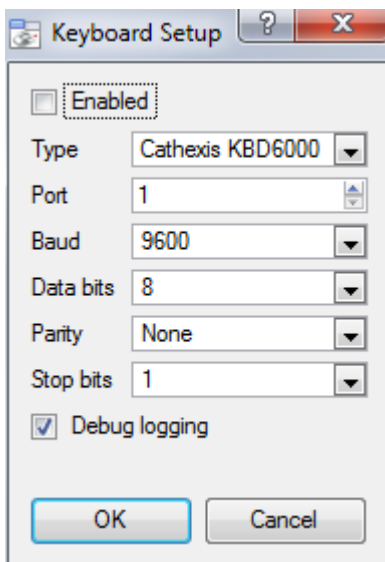 Keyboard Setup
Enabled
Type Cathexis KBD6000
Port 1
Baud 9600
Data bits 8
Parity None
Stop bits 1
Debug logging
OK Cancel